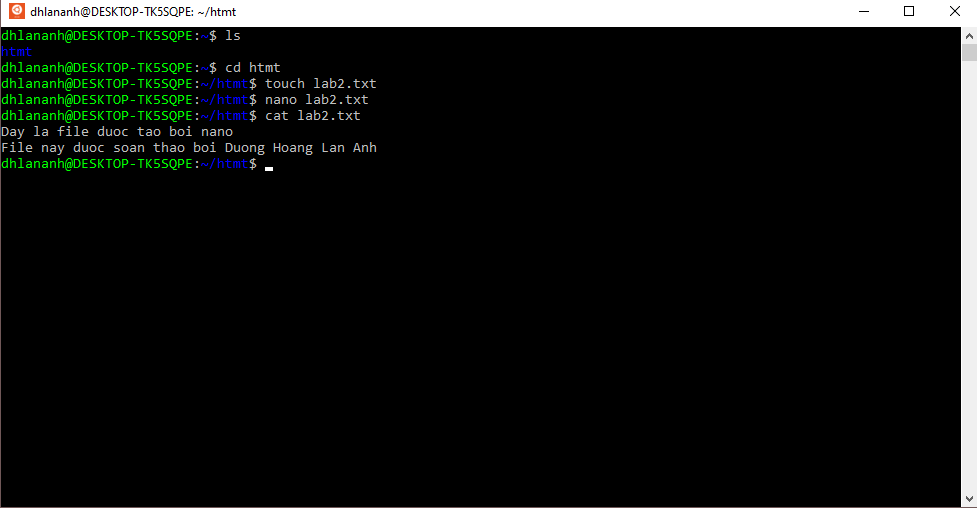 dhlananh@DESKTOP-TK5SQPE: ~/htmt
dhlananh@DESKTOP-TK5SQPE:~$ ls
htmt
dhlananh@DESKTOP-TK5SQPE:~$ cd htmt
dhlananh@DESKTOP-TK5SQPE:~/htmt$ touch lab2.txt
dhlananh@DESKTOP-TK5SQPE:~/htmt$ nano lab2.txt
dhlananh@DESKTOP-TK5SQPE:~/htmt$ cat lab2.txt
Day la file duoc tao boi nano
File nay duoc soan thao boi Duong Hoang Lan Anh
dhlananh@DESKTOP-TK5SQPE:~/htmt$